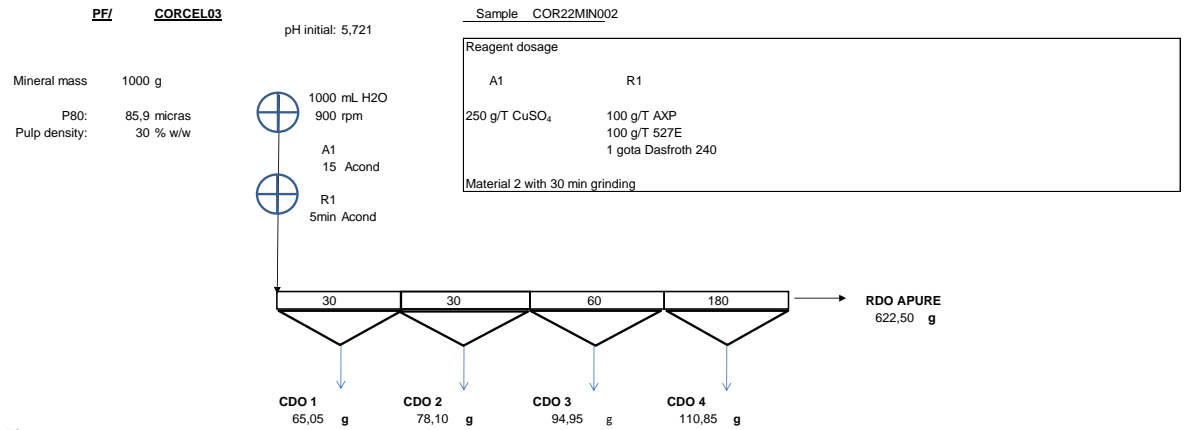 PF/ CORCEL03
pH initial: 5,721
Sample COR22MIN002
Reagent dosage
Mineral mass 1000 g
A1 R1
1000 mL H2O
P80: 85,9 micras
900 rpm
250 g/T CuSO₄ 100 g/T AXP
Pulp density: 30 % w/w
100 g/T 527E
A1
1 gota Dasfroth 240
15 Acond
Material 2 with 30 min grinding
R1
5min Acond
30 30 60 180
RDO APURE
622,50 g
CDO 1 CDO 2 CDO 3 CDO 4
65,05 g 78,10 g 94,95 g 110,85 g